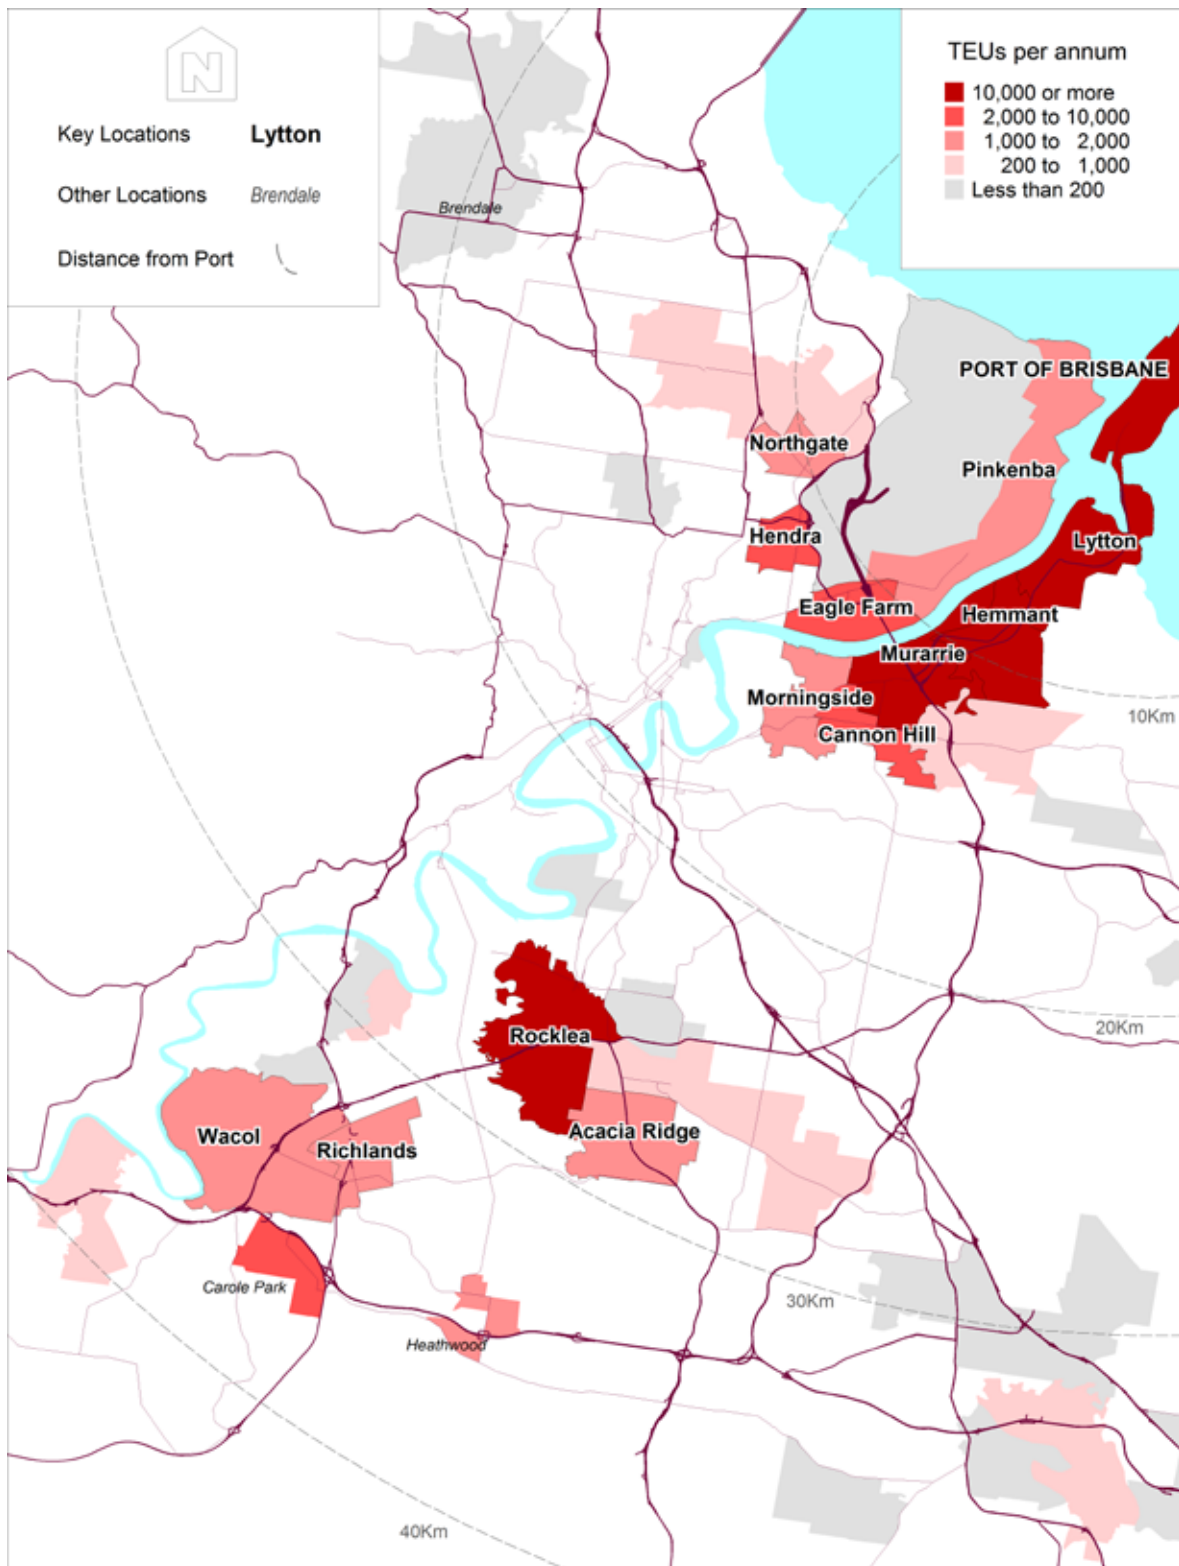 N
Key Locations Lytton
Other Locations Brendale
Distance from Port
TEUs per annum
10,000 or more
2,000 to 10,000
1,000 to 2,000
200 to 1,000
Less than 200
Brendale
PORT OF BRISBANE
Northgate
Pinkenba
Hendra
Lytton
Eagle Farm
Hemmant
Murarrie
Morningside
10Km
Cannon Hill
20Km
Rocklea
Acacia Ridge
Wacol
Richlands
Carole Park
30Km
Heathwood
40Km